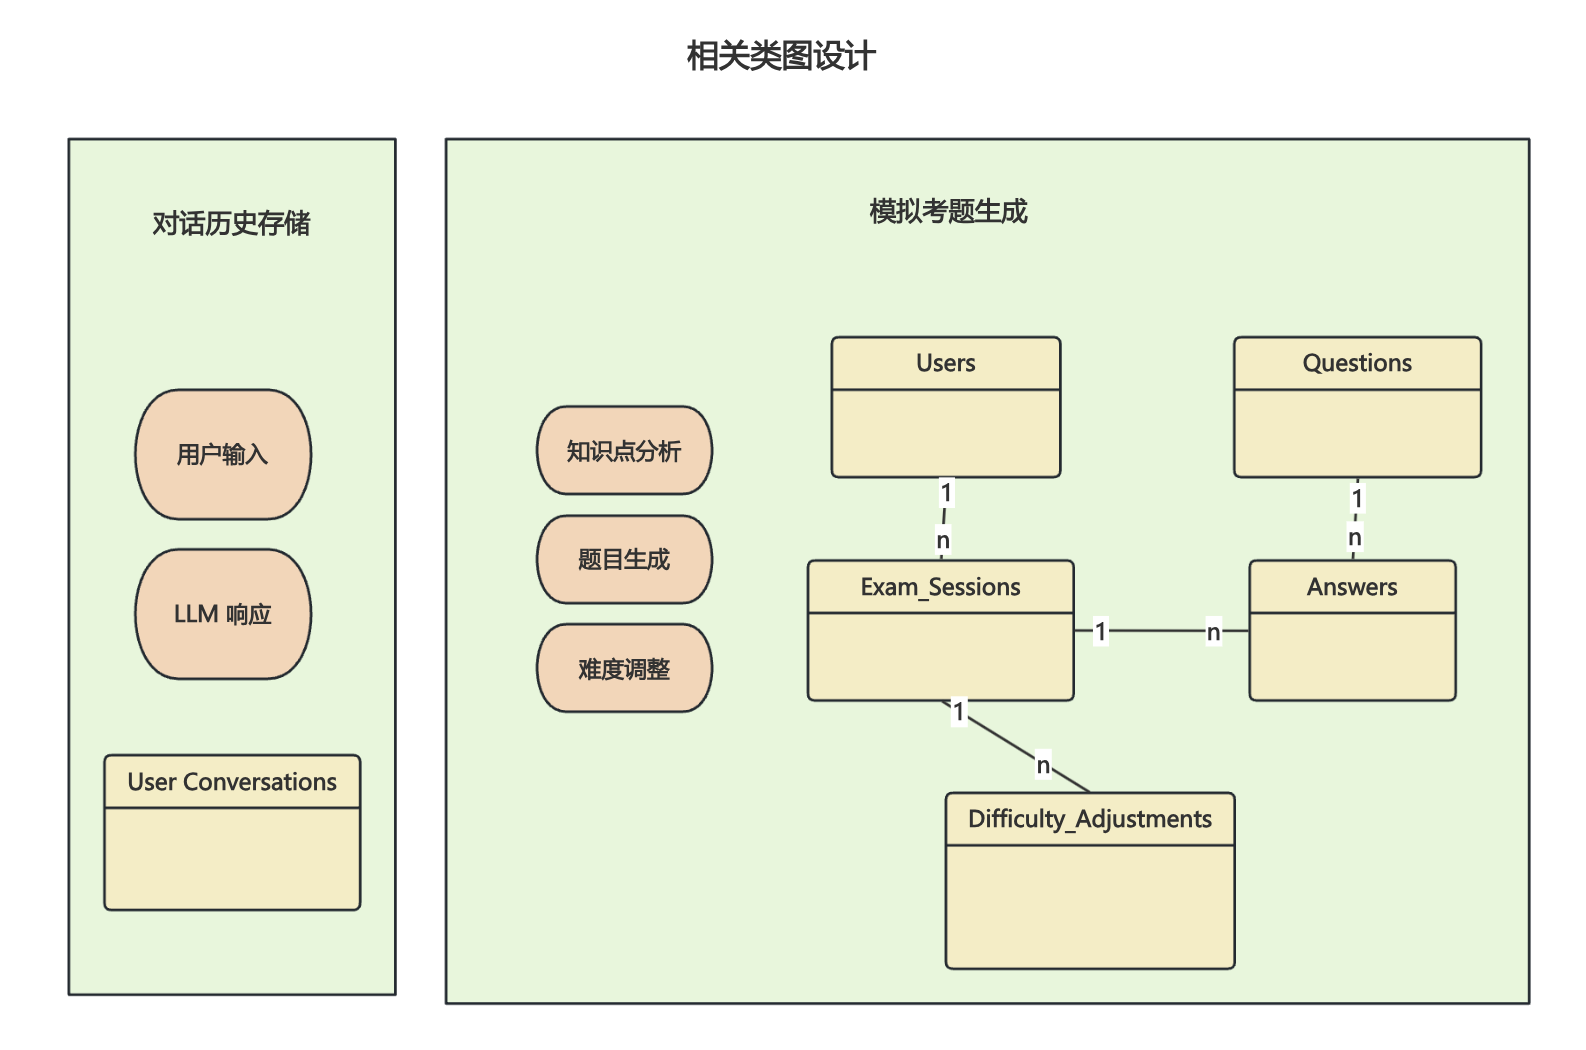 相关类图设计
对话历史存储
用户输入
LLM 响应
User Conversations
模拟考题生成
知识点分析
题目生成
难度调整
Users
Questions
1
n
1
n
Exam_Sessions
Answers
1
n
1
n
Difficulty_Adjustments